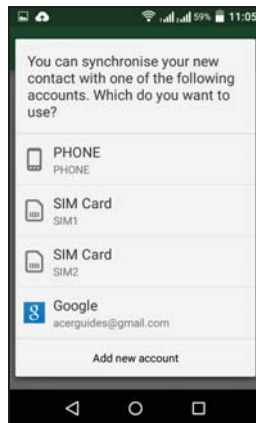 59% 11:05
You can synchronise your new
contact with one of the following
accounts. Which do you want to
use?
PHONE
PHONE
SIM Card
SIM1
SIM Card
SIM2
8 Google
acerguides@gmail.com
Add new account